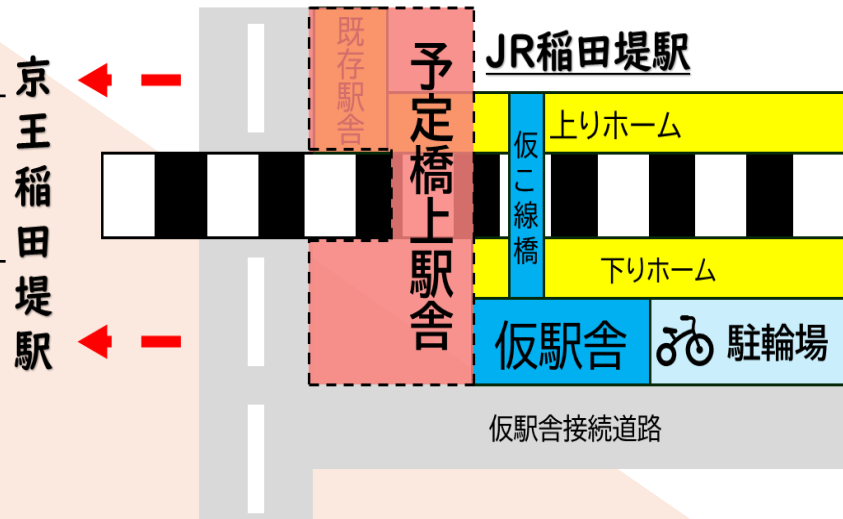 京王稲田堤駅
既存駅舎
予定橋上駅舎
JR稲田堤駅
上りホーム
仮こ線橋
下りホーム
仮駅舎
駐輪場
仮駅舎接続道路